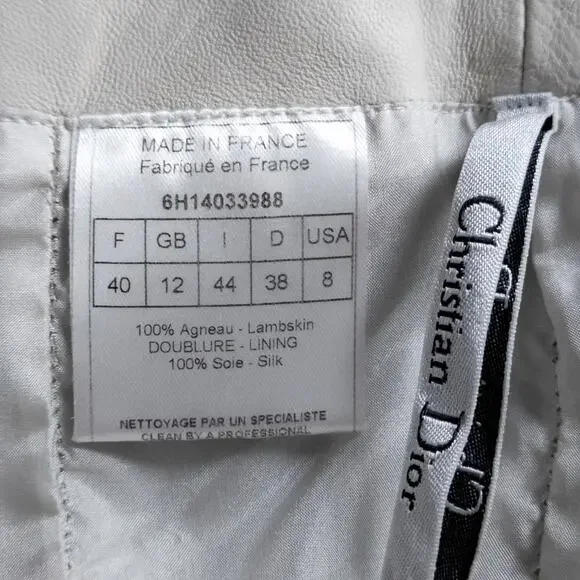 MADE IN FRANCE
Fabriqué en France
6H14033988
F GB I D USA
40 12 44 38 8
100% Agneau - Lambskin
DOUBLURE - LINING
100% Soie - Silk
NETTOYAGE PAR UN SPECIALISTE
CLEAN BY A PROFESSIONAL
Christian Dior